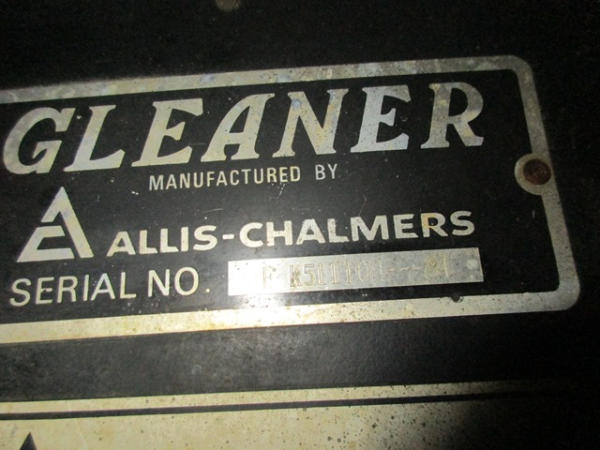 GLEANER
MANUFACTURED BY
ALLIS-CHALMERS
SERIAL NO.